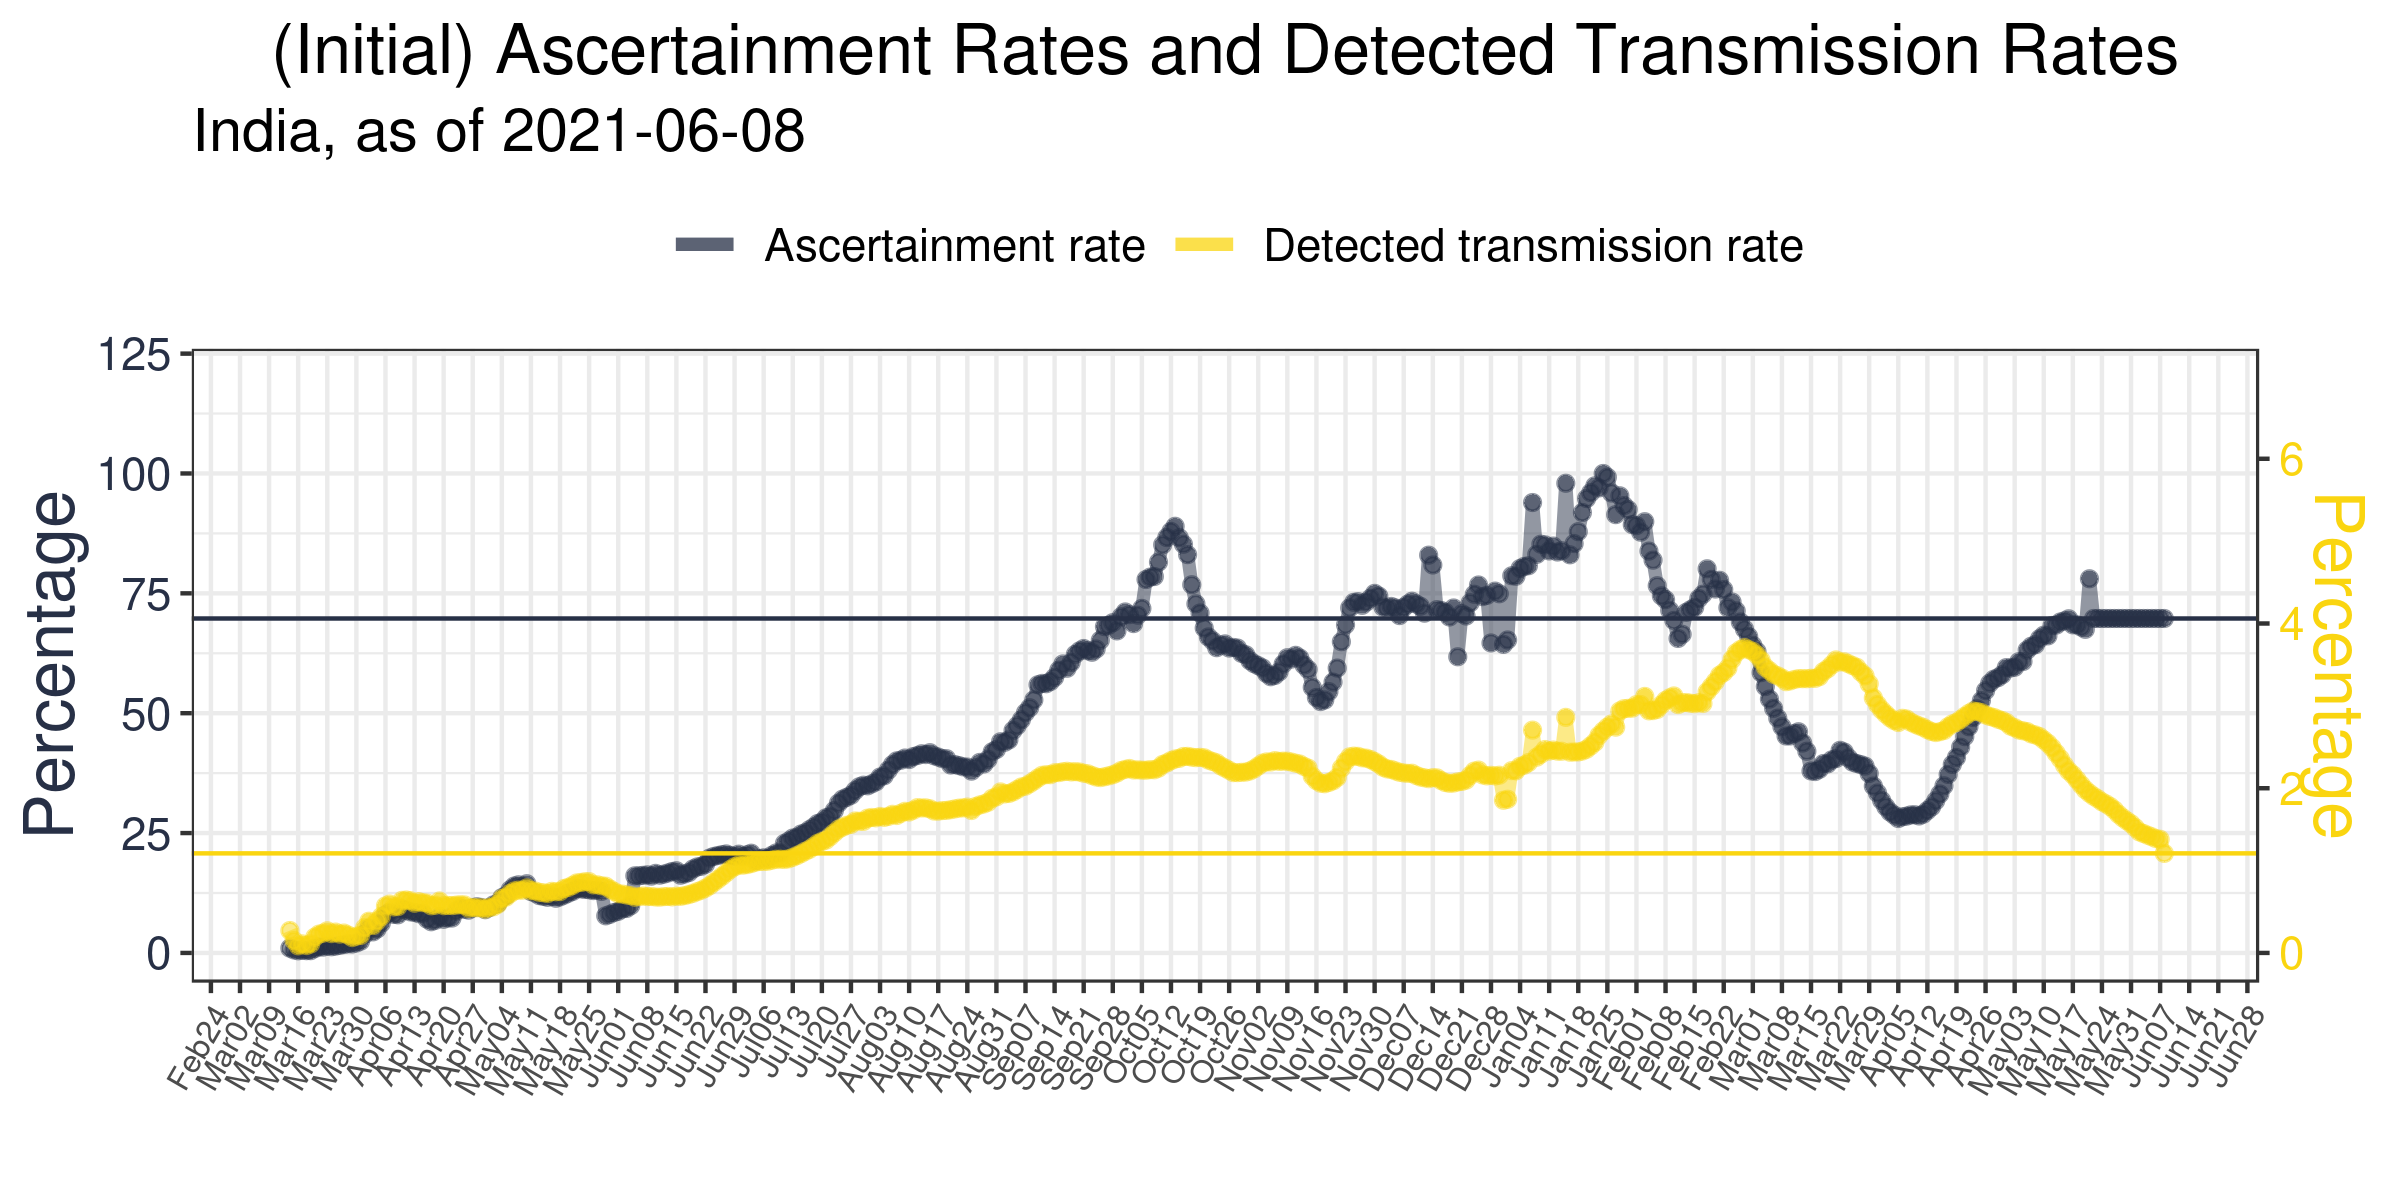 (Initial) Ascertainment Rates and Detected Transmission Rates
India, as of 2021-06-08
Ascertainment rate
Detected transmission rate
Percentage
125
100
75
50
25
0
6
4
2
0
Percentage
Feb24
Mar02
Mar09
Mar16
Mar23
Mar30
Apr06
Apr13
Apr20
Apr27
May04
May11
May18
May25
Jun01
Jun08
Jun15
Jun22
Jun29
Jul06
Jul13
Jul20
Jul27
Aug03
Aug10
Aug17
Aug24
Aug31
Sep07
Sep14
Sep21
Sep28
Oct05
Oct12
Oct19
Oct26
Nov02
Nov09
Nov16
Nov23
Nov30
Dec07
Dec14
Dec21
Dec28
Jan04
Jan11
Jan18
Jan25
Feb01
Feb08
Feb15
Feb22
Mar01
Mar08
Mar15
Mar22
Mar29
Apr05
Apr12
Apr19
Apr26
May03
May10
May17
May24
May31
Jun07
Jun14
Jun21
Jun28